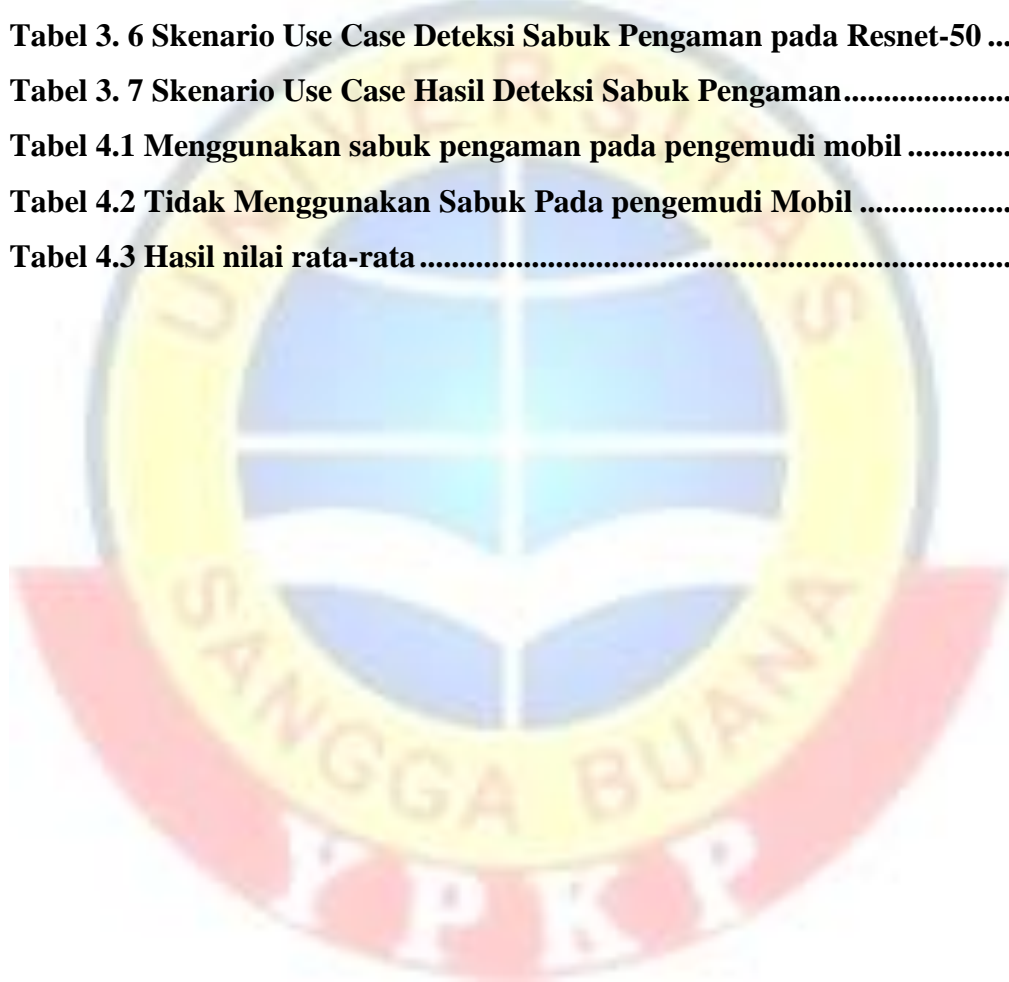 Tabel 3. 6 Skenario Use Case Deteksi Sabuk Pengaman pada Resnet-50 ...
Tabel 3. 7 Skenario Use Case Hasil Deteksi Sabuk Pengaman.....................
Tabel 4.1 Menggunakan sabuk pengaman pada pengemudi mobil .............
Tabel 4.2 Tidak Menggunakan Sabuk Pada pengemudi Mobil ...................
Tabel 4.3 Hasil nilai rata-rata...........................................................................
UNIVERSITAS
SANGGA BUANA
YPKP